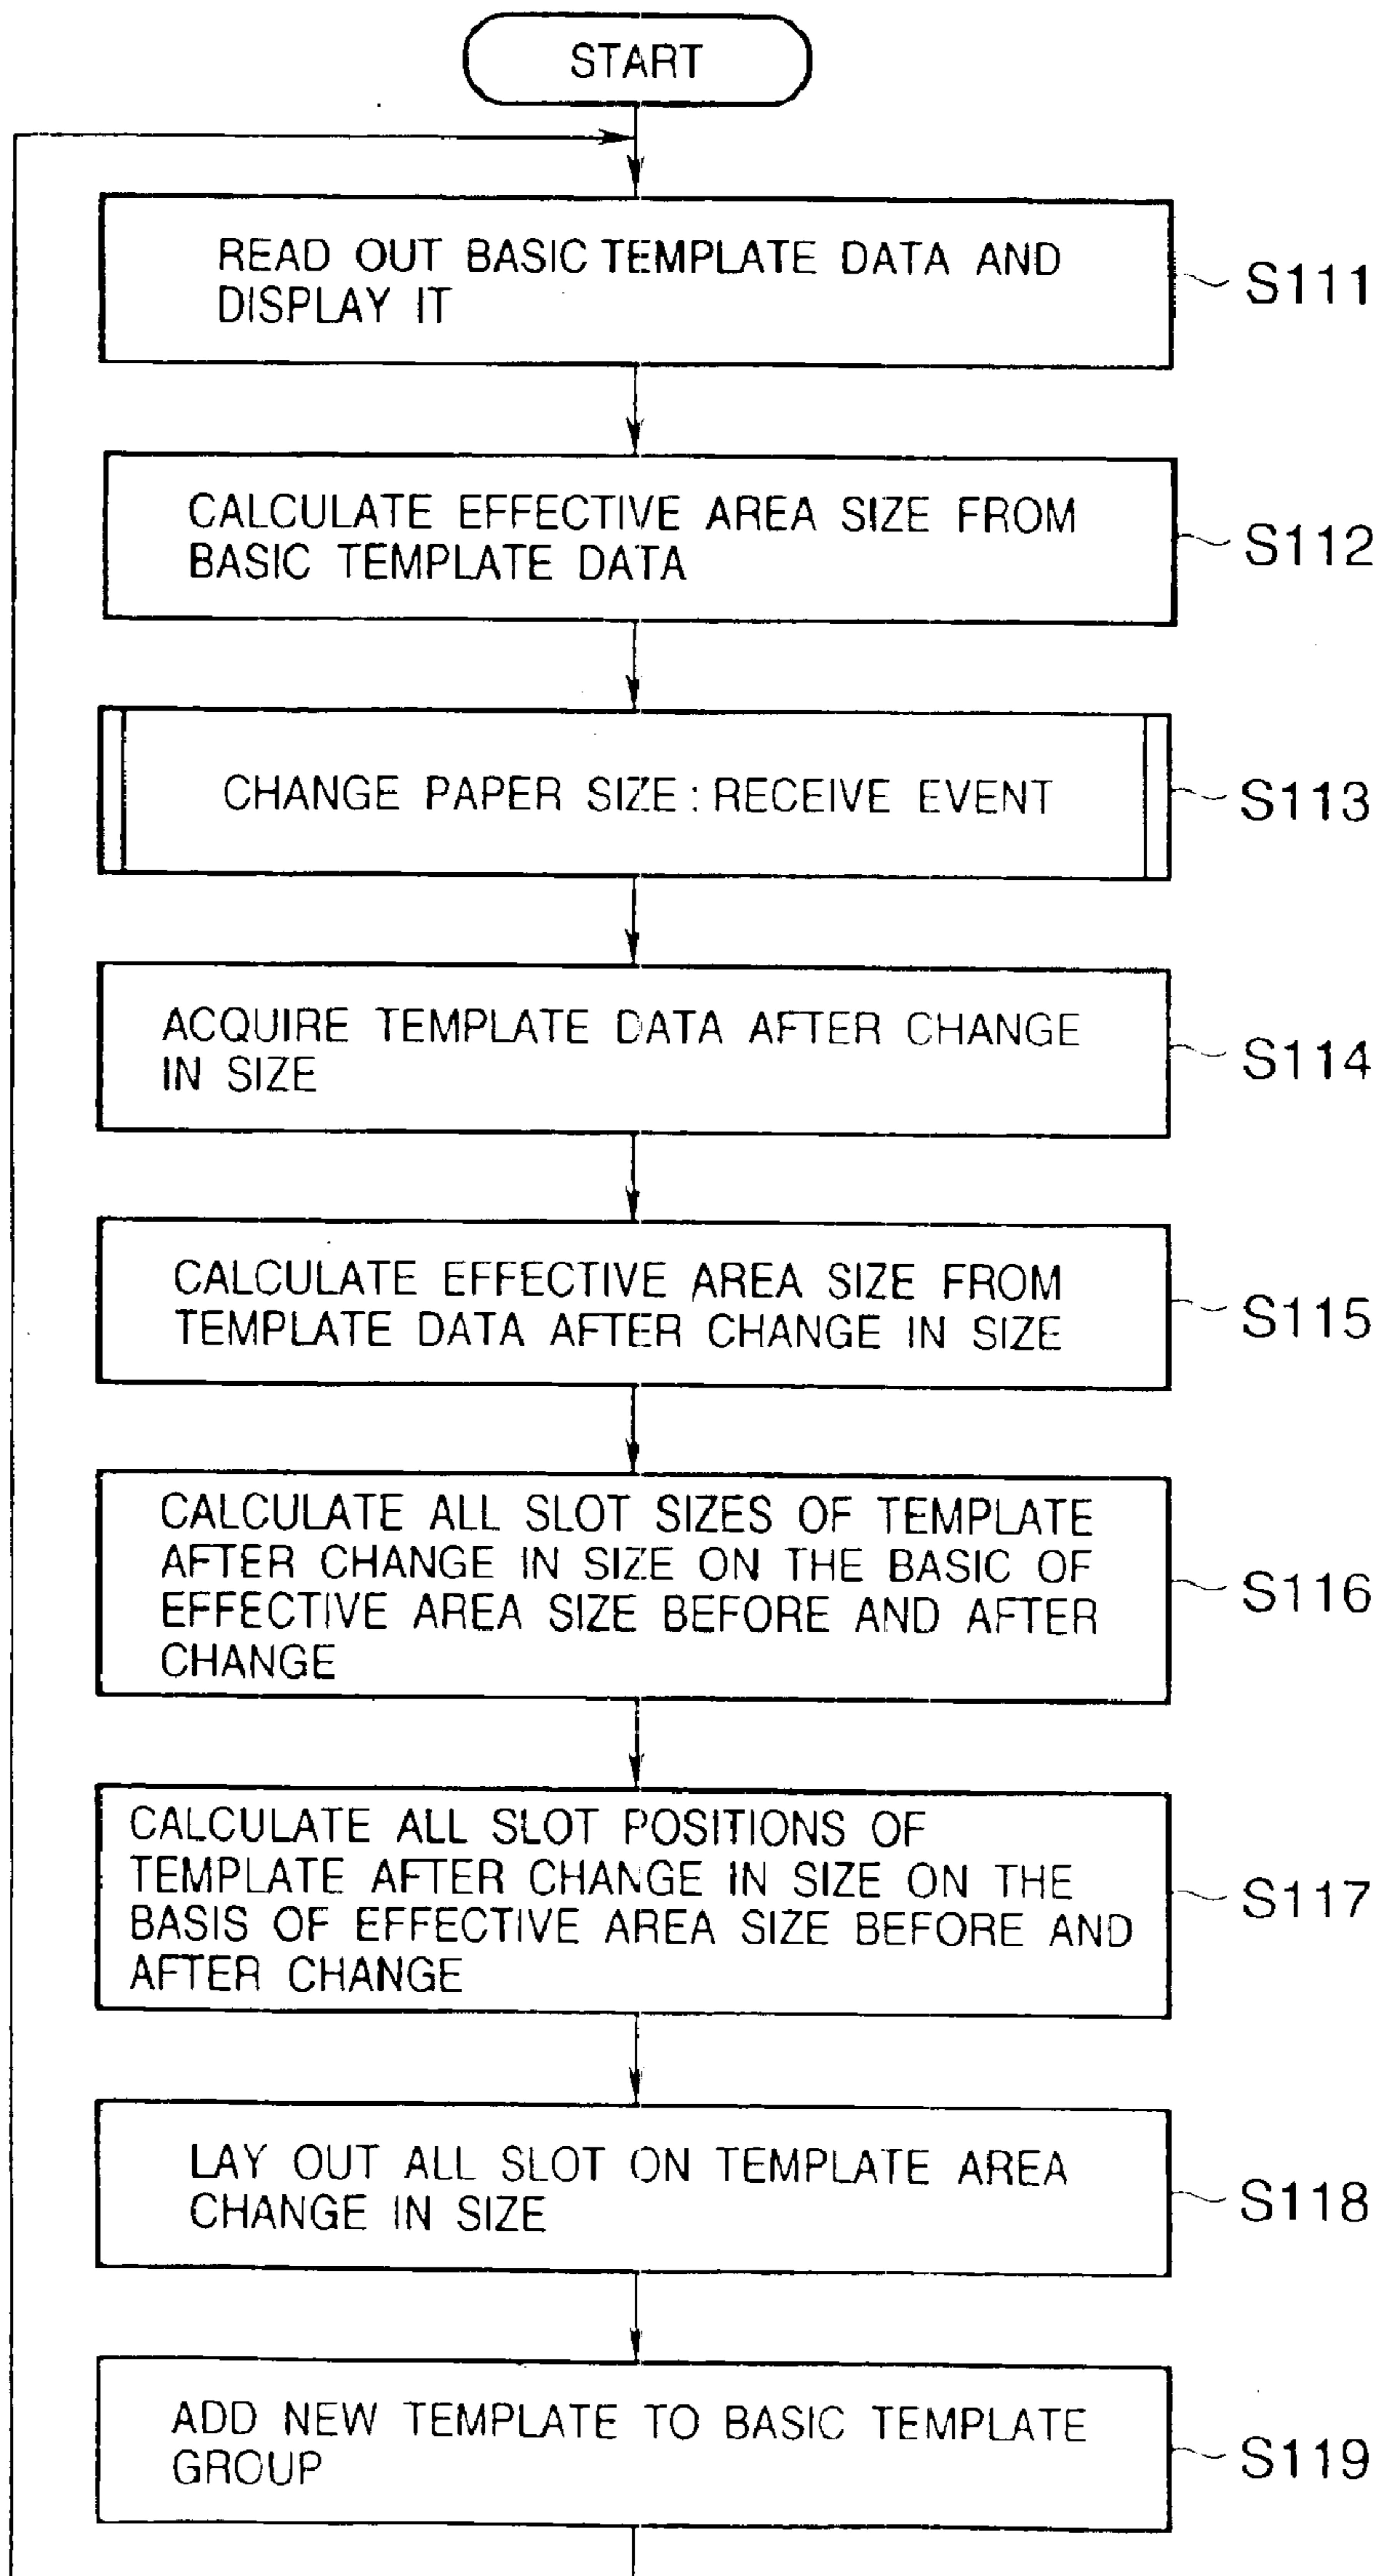 START
READ OUT BASIC TEMPLATE DATA AND
DISPLAY IT
S111
CALCULATE EFFECTIVE AREA SIZE FROM
BASIC TEMPLATE DATA
S112
CHANGE PAPER SIZE : RECEIVE EVENT
S113
ACQUIRE TEMPLATE DATA AFTER CHANGE
IN SIZE
S114
CALCULATE EFFECTIVE AREA SIZE FROM
TEMPLATE DATA AFTER CHANGE IN SIZE
S115
CALCULATE ALL SLOT SIZES OF TEMPLATE
AFTER CHANGE IN SIZE ON THE BASIC OF
EFFECTIVE AREA SIZE BEFORE AND AFTER
CHANGE
S116
CALCULATE ALL SLOT POSITIONS OF
TEMPLATE AFTER CHANGE IN SIZE ON THE
BASIS OF EFFECTIVE AREA SIZE BEFORE AND
AFTER CHANGE
S117
LAY OUT ALL SLOT ON TEMPLATE AREA
CHANGE IN SIZE
S118
ADD NEW TEMPLATE TO BASIC TEMPLATE
GROUP
S119